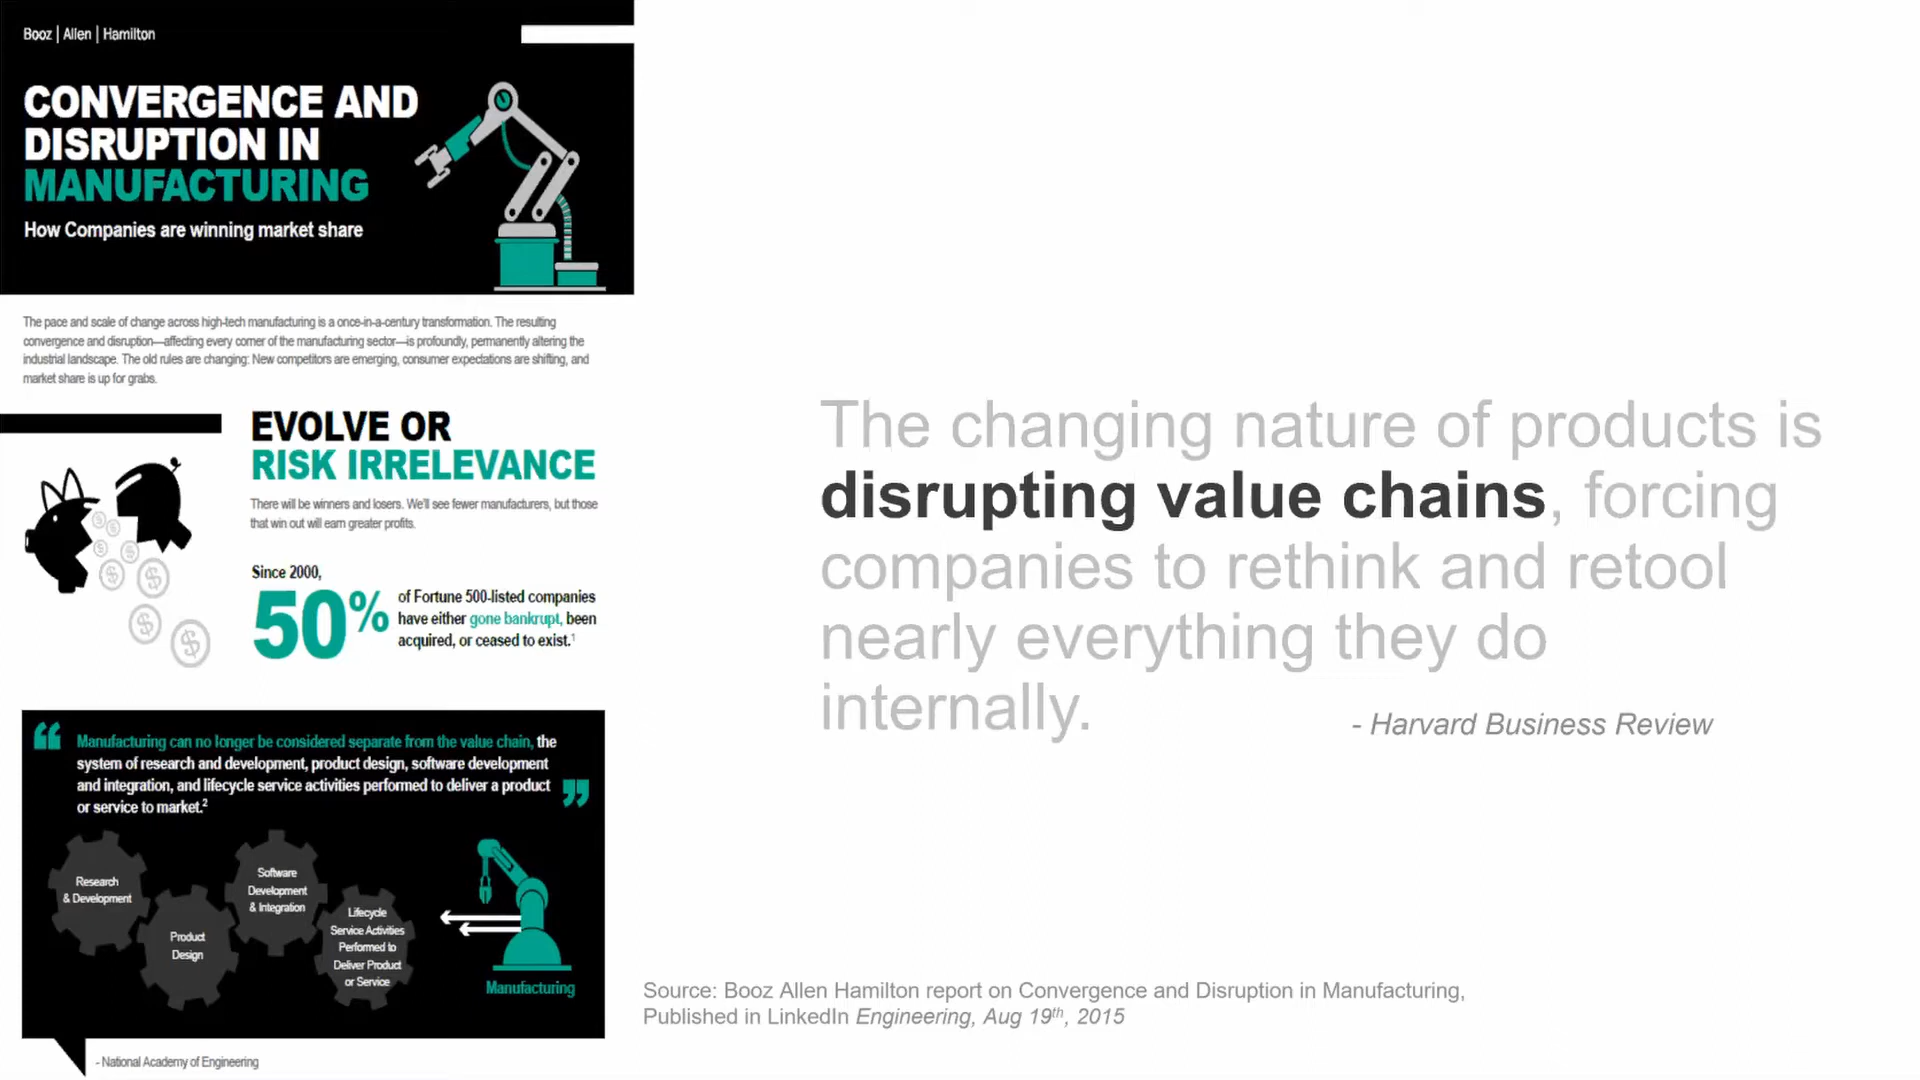 Booz | Allen | Hamilton
CONVERGENCE AND
DISRUPTION IN
MANUFACTURING
How Companies are winning market share
The pace and scale of change across high-tech manufacturing is a once-in-a-century transformation. The resulting
convergence and disruption—affecting every corner of the manufacturing sector—is profoundly, permanently altering the
industrial landscape. The old rules are changing: New competitors are emerging, consumer expectations are shifting, and
market share is up for grabs.
EVOLVE OR
RISK IRRELEVANCE
There will be winners and losers. We'll see fewer manufacturers, but those
that win out will earn greater profits.
Since 2000,
50%
of Fortune 500-listed companies
have either gone bankrupt, been
acquired, or ceased to exist.¹
“Manufacturing can no longer be considered separate from the value chain, the
system of research and development, product design, software development
and integration, and lifecycle service activities performed to deliver a product
or service to market.²”
Research
& Development
Product
Design
Software
Development
& Integration
Lifecycle
Service Activities
Performed to
Deliver Product
or Service
Manufacturing
- National Academy of Engineering
The changing nature of products is
disrupting value chains, forcing
companies to rethink and retool
nearly everything they do
internally.
- Harvard Business Review
Source: Booz Allen Hamilton report on Convergence and Disruption in Manufacturing,
Published in LinkedIn Engineering, Aug 19th, 2015